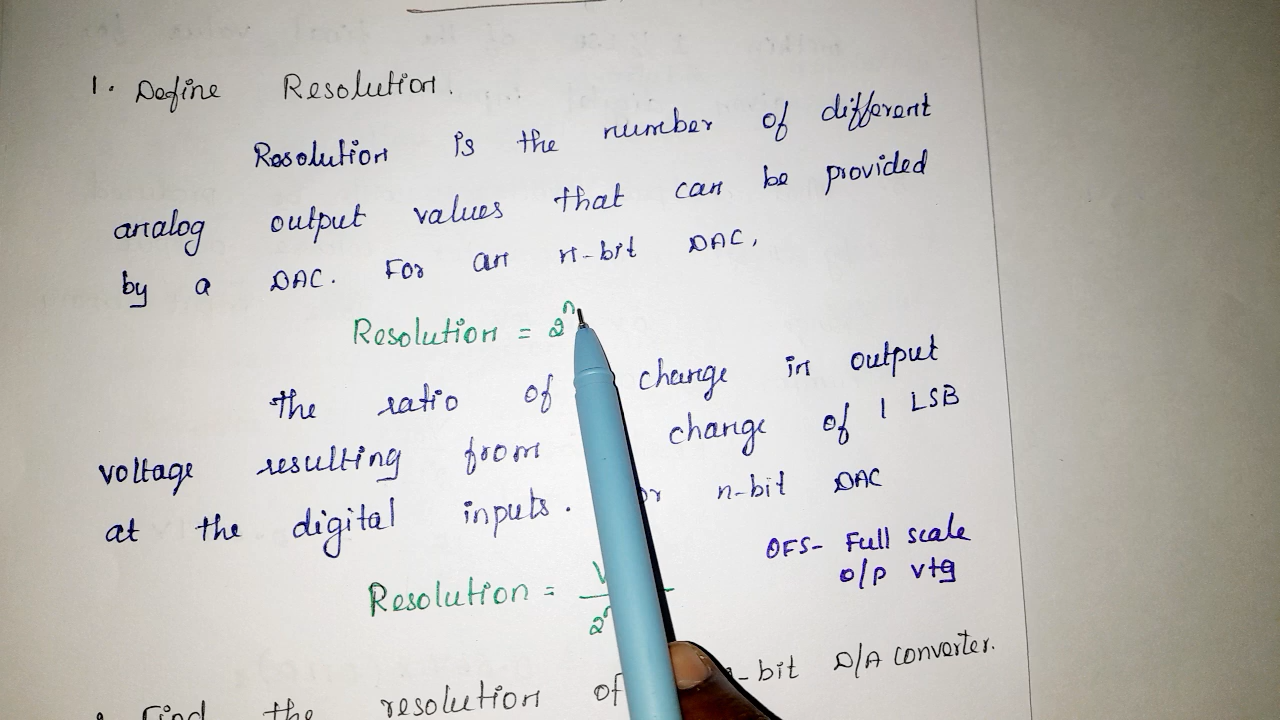 1. Define Resolution.
Resolution is the number of different
analog output values that can be provided
by a DAC. For an n-bit DAC,
Resolution = 2ⁿ
The ratio of change in output
voltage resulting from change of 1 LSB
at the digital inputs. n-bit DAC
OFS- Full scale
o/p vtg
Resolution =
Find the resolution of -bit D/A converter.